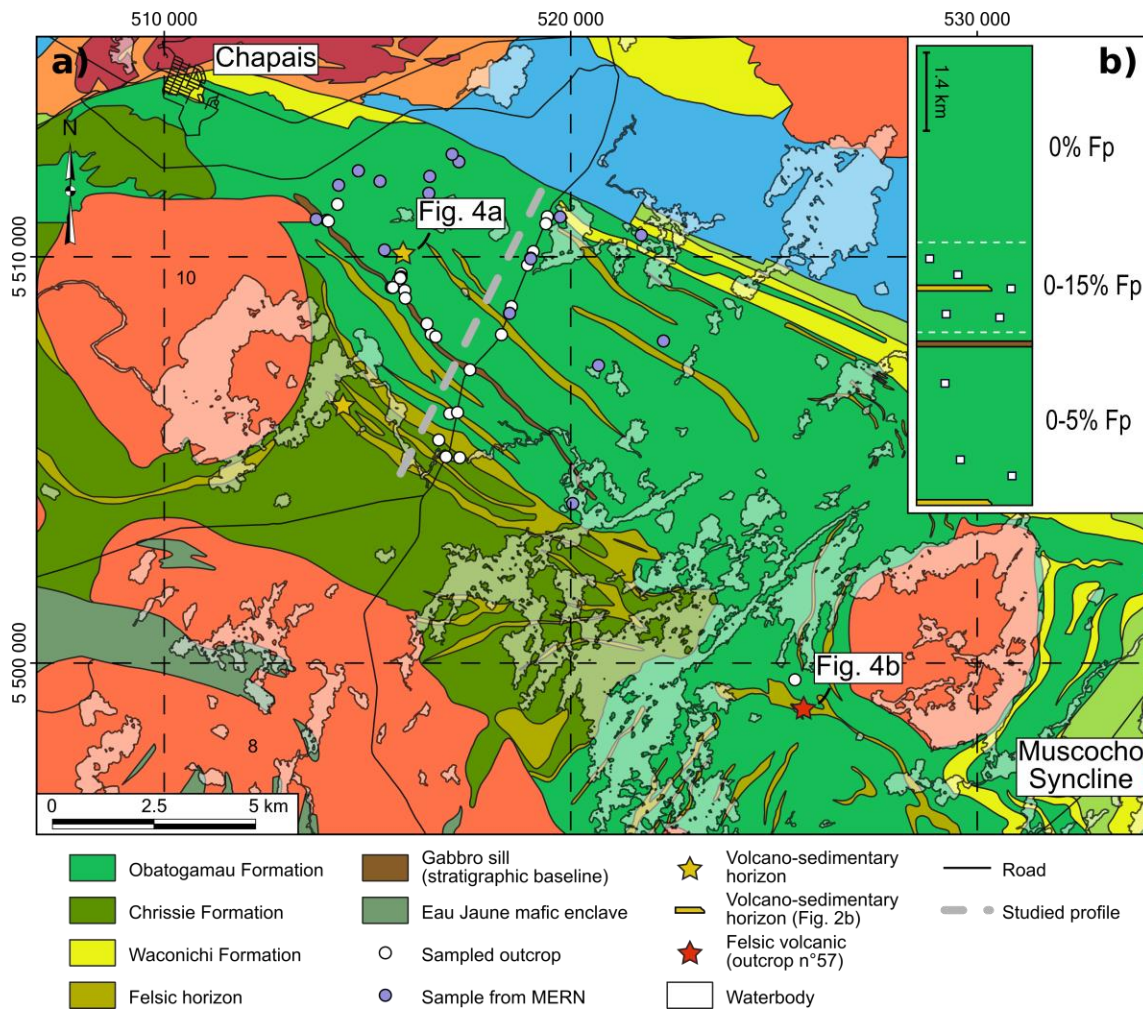 510 000
520 000
530 000
a)
Chapais
b)
1.4 km
0% Fp
N
Fig. 4a
5 510 000
10
0-15% Fp
0-5% Fp
5 500 000
Fig. 4b
8
Muscocho
Syncline
0 2.5 5 km
Obatogamau Formation
Chrissie Formation
Waconichi Formation
Felsic horizon
Gabbro sill
(stratigraphic baseline)
Eau Jaune mafic enclave
Sampled outcrop
Sample from MERN
Volcano-sedimentary
horizon
Volcano-sedimentary
horizon (Fig. 2b)
Felsic volcanic
(outcrop n°57)
Waterbody
Road
Studied profile